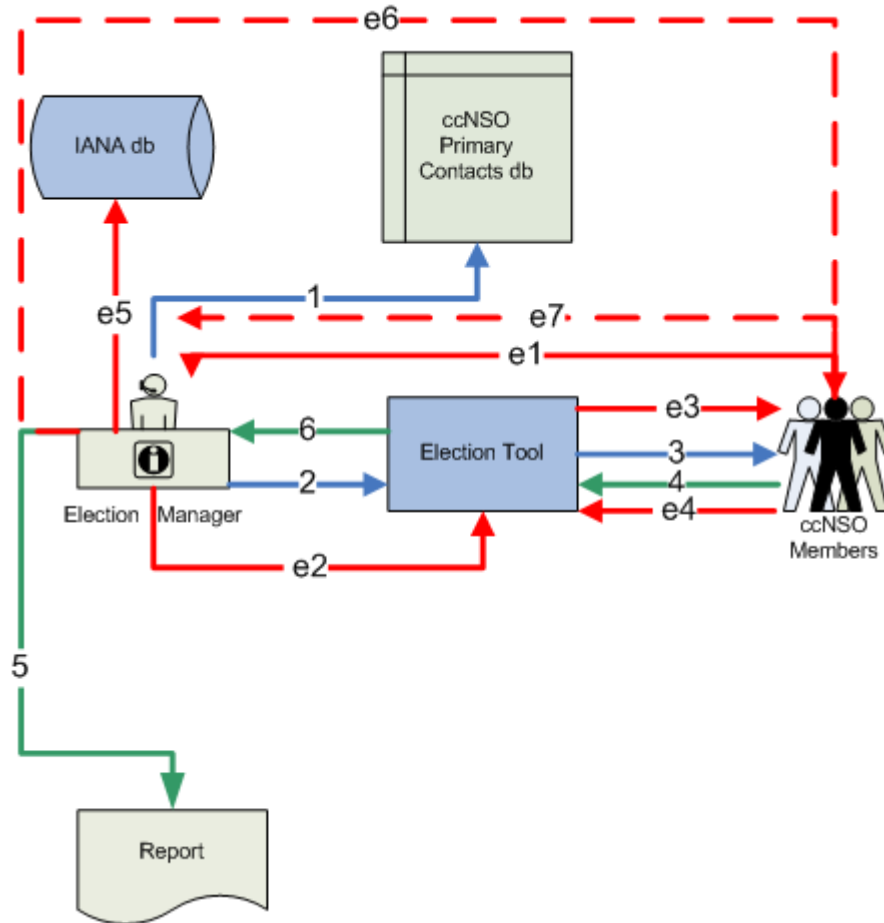 e6
IANA db
ccNSO
Primary
Contacts db
1
e5
e7
e1
e3
6
Election Tool
3
2
4
Election Manager
e4
ccNSO
Members
e2
5
Report